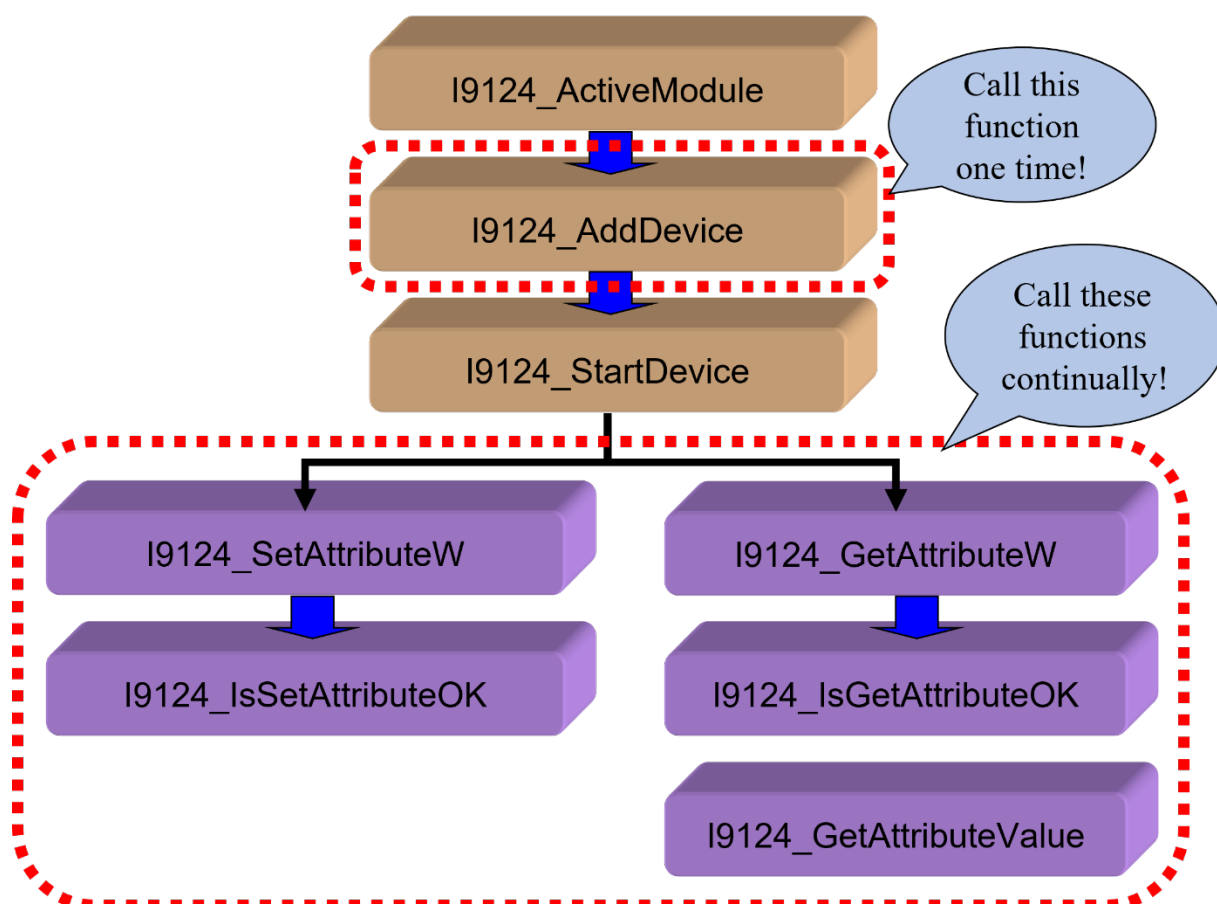 I9124_ActiveModule
Call this
function
one time!
I9124_AddDevice
Call these
functions
continually!
I9124_StartDevice
I9124_SetAttributeW
I9124_GetAttributeW
I9124_IsSetAttributeOK
I9124_IsGetAttributeOK
I9124_GetAttributeValue